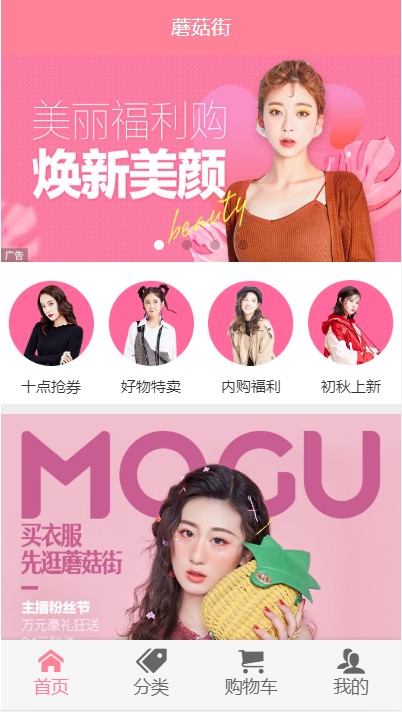 蘑菇街
美丽福利购
焕新美颜
beauty
广告
十点抢券
好物特卖
内购福利
初秋上新
MOGU
买衣服
先逛蘑菇街
主播粉丝节
万元豪礼狂送
首页
分类
购物车
我的